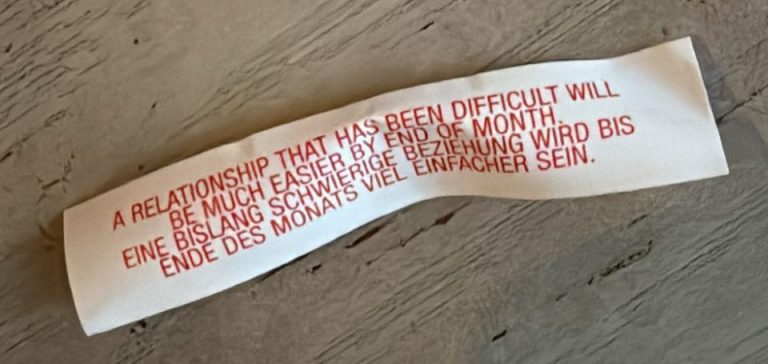 A RELATIONSHIP THAT HAS BEEN DIFFICULT WILL
BE MUCH EASIER BY END OF MONTH.
EINE BISLANG SCHWIERIGE BEZIEHUNG WIRD BIS
ENDE DES MONATS VIEL EINFACHER SEIN.